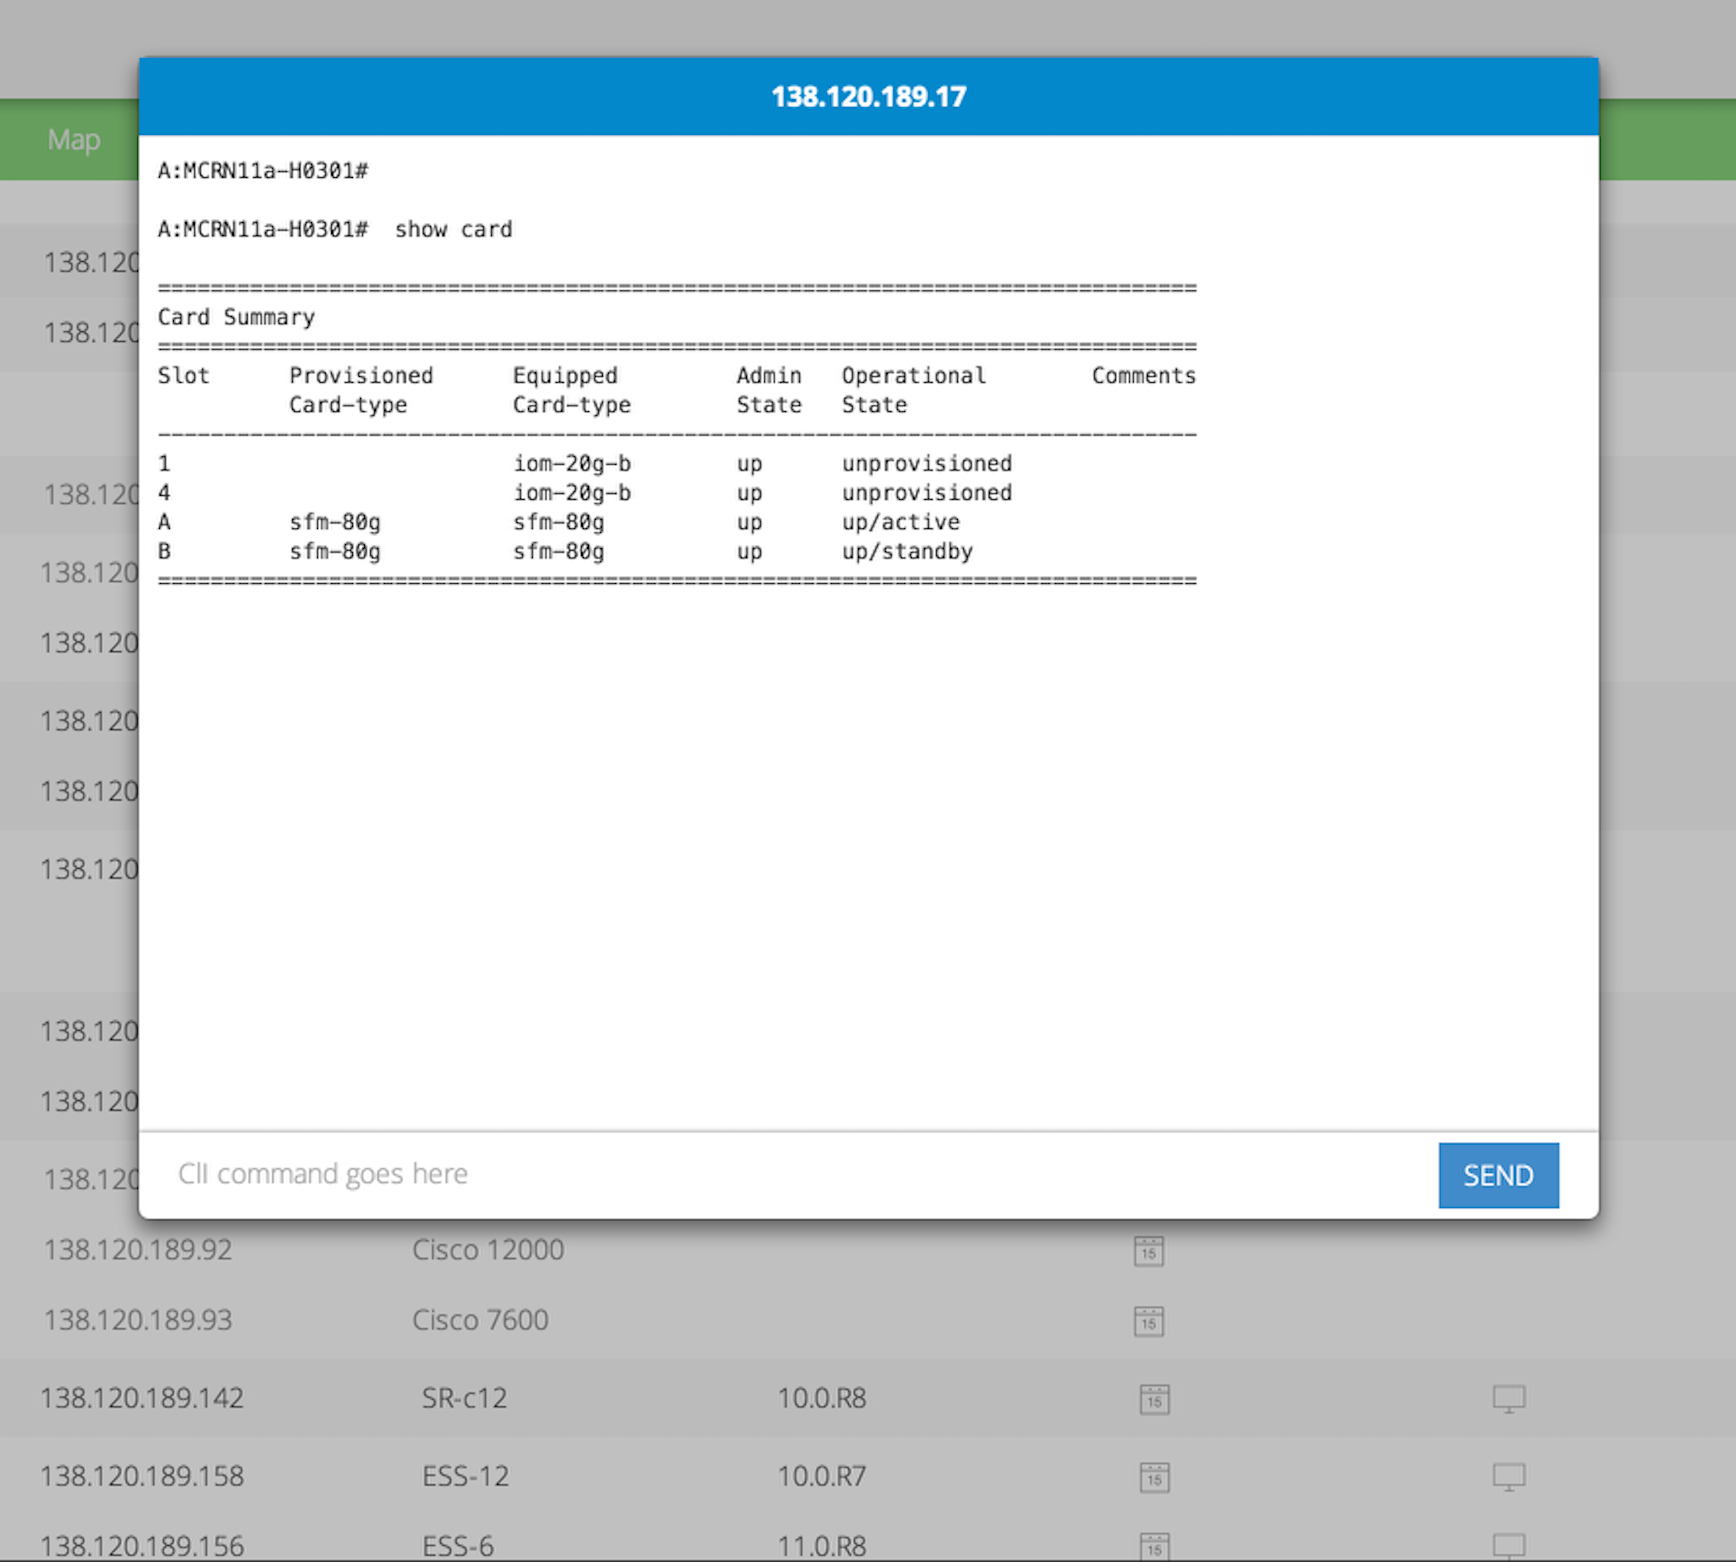 138.120.189.17
Map
A:MCRN11a-H0301#
A:MCRN11a-H0301#  show card
===============================================================================
Card Summary
===============================================================================
Slot      Provisioned      Equipped         Admin   Operational        Comments
          Card-type        Card-type        State   State
-------------------------------------------------------------------------------
1                          iom-20g-b        up      unprovisioned
4                          iom-20g-b        up      unprovisioned
A         sfm-80g          sfm-80g          up      up/active
B         sfm-80g          sfm-80g          up      up/standby
===============================================================================
138.120
138.120
138.120
138.120
138.120
138.120
138.120
138.120
138.120
138.120
138.120
ClI command goes here SEND
138.120.189.92 Cisco 12000 15
138.120.189.93 Cisco 7600 15
138.120.189.142 SR-c12 10.0.R8 15
138.120.189.158 ESS-12 10.0.R7 15
138.120.189.156 ESS-6 11.0.R8 15